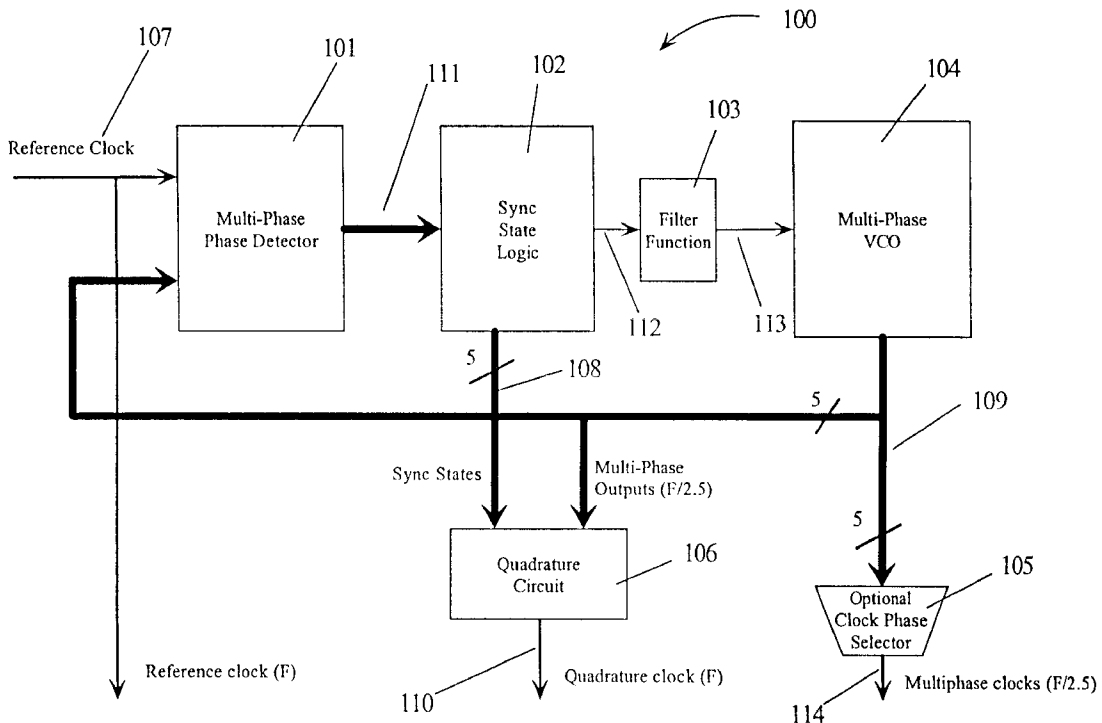 100
107
101
111
102
104
103
Reference Clock
Multi-Phase
Phase Detector
Sync
State
Logic
Filter
Function
Multi-Phase
VCO
112
113
5
108
5
109
Sync States
Multi-Phase
Outputs (F/2.5)
5
Quadrature
Circuit
106
105
Optional
Clock Phase
Selector
Reference clock (F)
110
Quadrature clock (F)
114
Multiphase clocks (F/2.5)